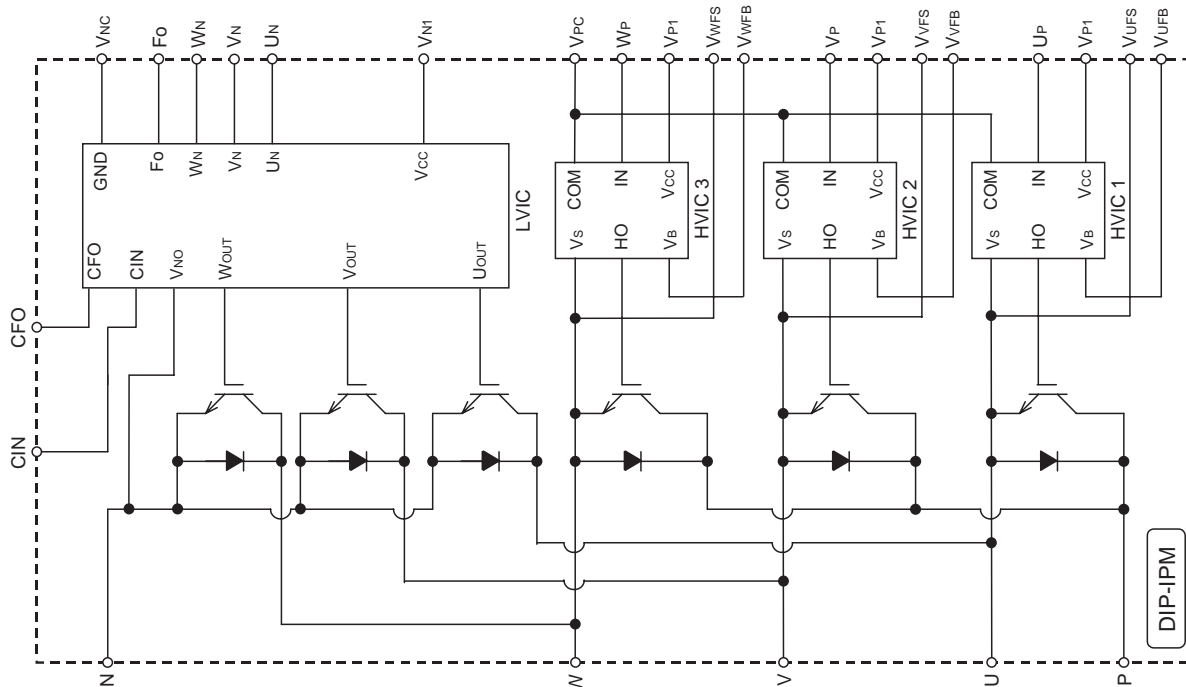 VNC
FO
WN
VN
UN
VN1
VPC
WP
VP1
VWFS
VWFB
VP
VP1
VVFS
VVFB
UP
VP1
VUFS
VUFB
GND
FO
WN
VN
UN
VCC
LVIC
CFO
CIN
VNO
WOUT
VOUT
UOUT
COM
IN
VCC
VS
HO
VB
HVIC 3
COM
IN
VCC
VS
HO
VB
HVIC 2
COM
IN
VCC
VS
HO
VB
HVIC 1
CFO
CIN
DIP-IPM
N
W
V
U
P